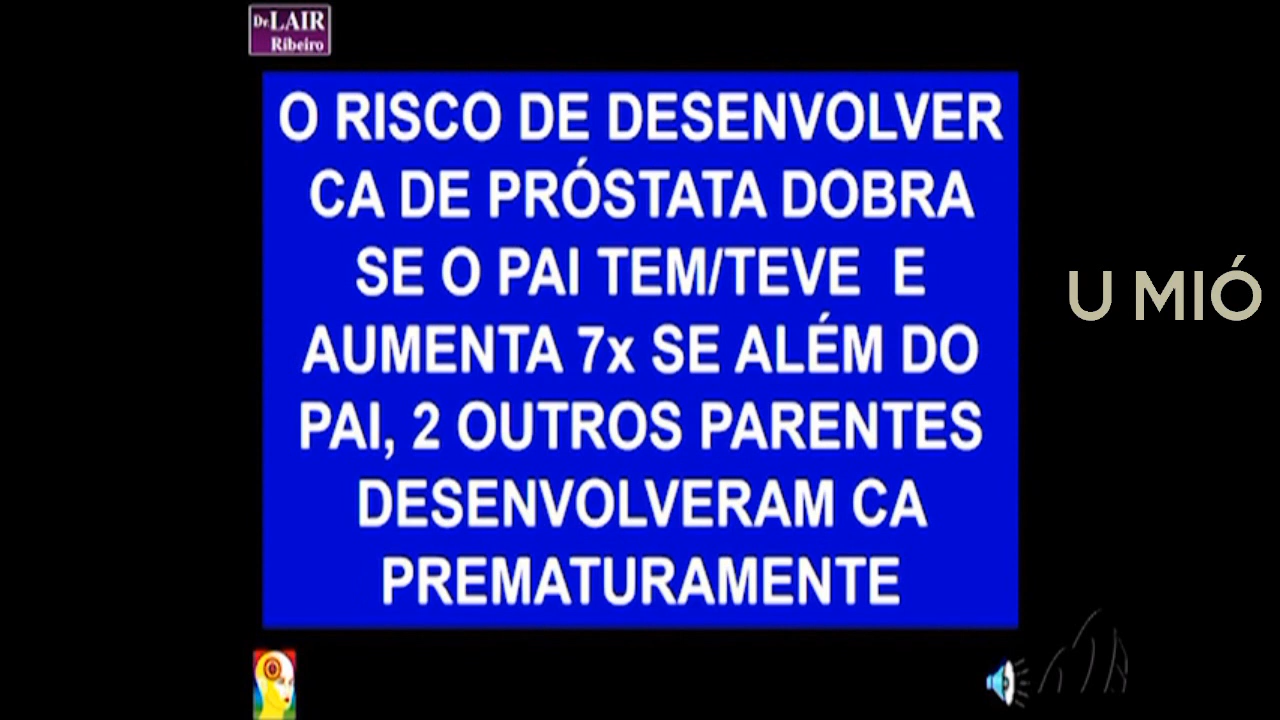 Dr. LAIR
Ribeiro
O RISCO DE DESENVOLVER
CA DE PRÓSTATA DOBRA
SE O PAI TEM/TEVE E
AUMENTA 7x SE ALÉM DO
PAI, 2 OUTROS PARENTES
DESENVOLVERAM CA
PREMATURAMENTE
U MIÓ